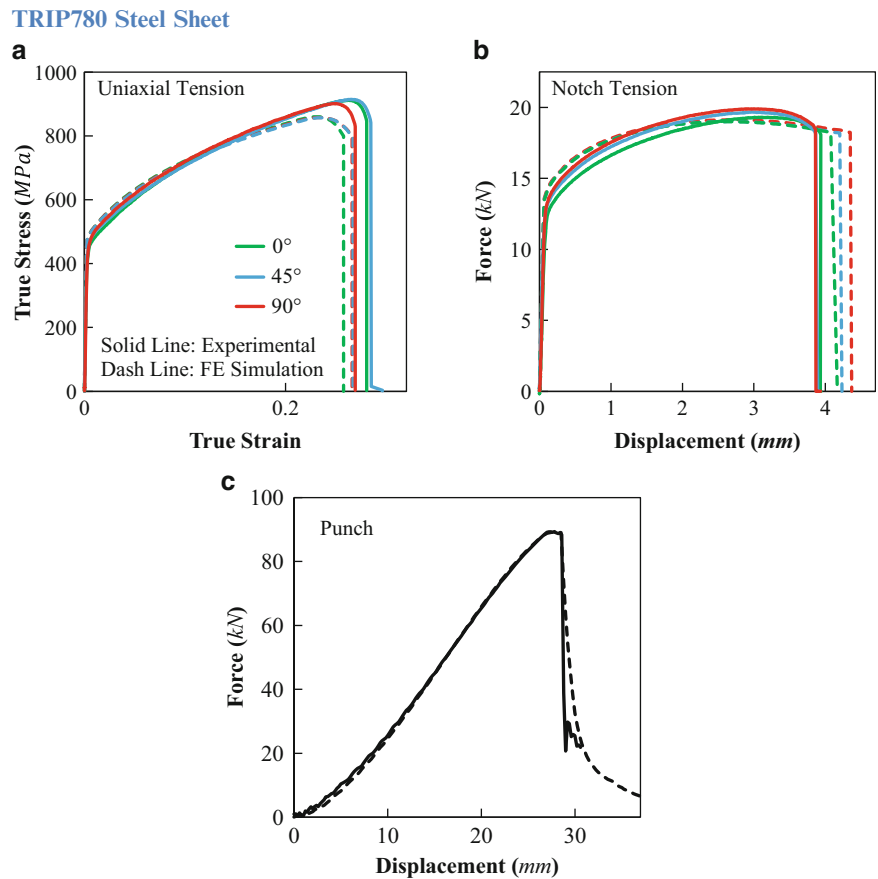 TRIP780 Steel Sheet
a
Uniaxial Tension
1000
800
600
400
200
0
True Stress (MPa)
0°
45°
90°
Solid Line: Experimental
Dash Line: FE Simulation
0
0.2
True Strain
b
Notch Tension
20
15
10
5
0
Force (kN)
0
1
2
3
4
Displacement (mm)
c
Punch
100
80
60
40
20
0
Force (kN)
0
10
20
30
Displacement (mm)